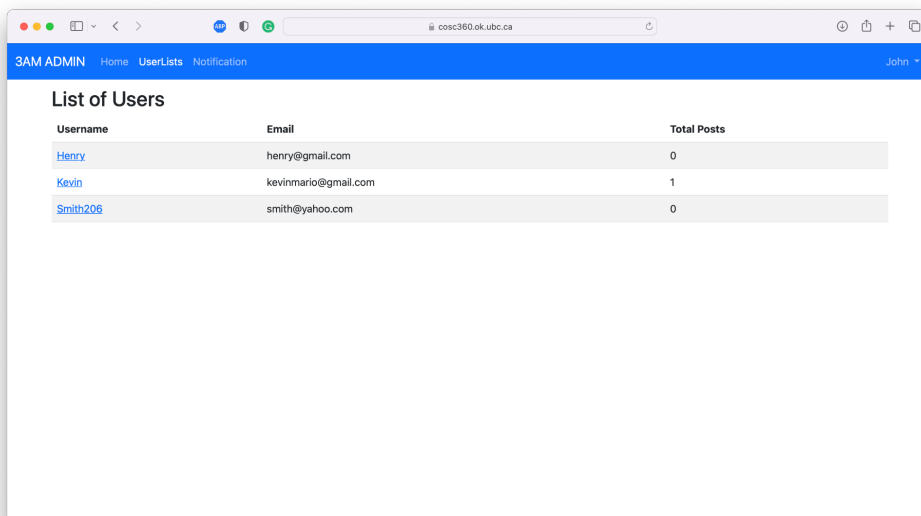 ABP G cosc360.ok.ubc.ca
3AM ADMIN Home UserLists Notification John
List of Users
Username Email Total Posts
Henry henry@gmail.com 0
Kevin kevinmario@gmail.com 1
Smith206 smith@yahoo.com 0